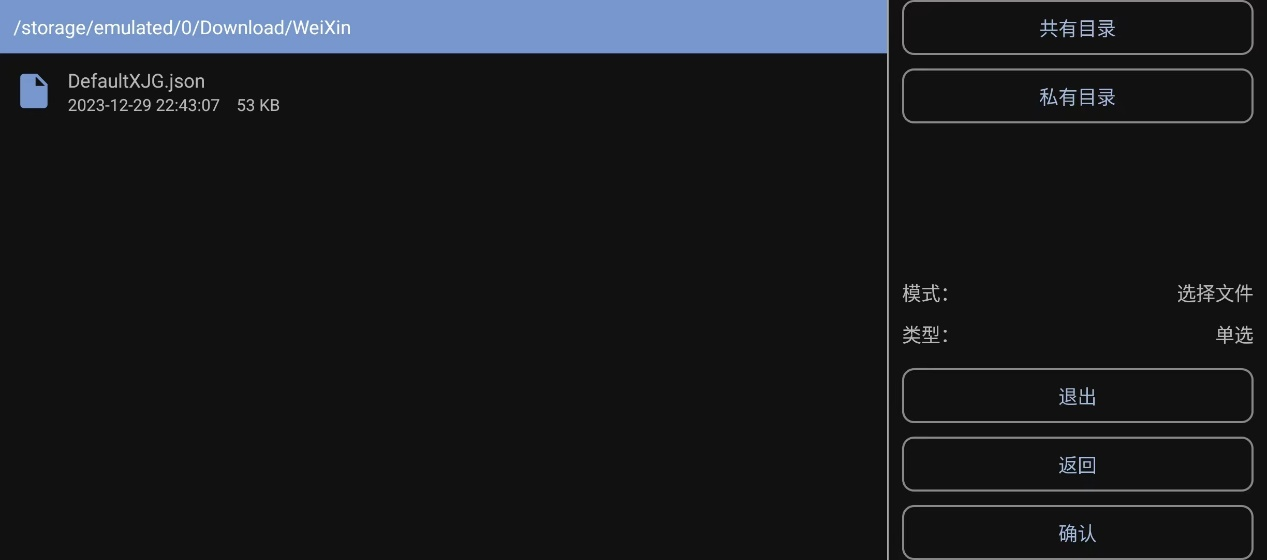 /storage/emulated/0/Download/WeiXin
DefaultXJG.json
2023-12-29 22:43:07 53 KB
共有目录
私有目录
模式： 选择文件
类型： 单选
退出
返回
确认